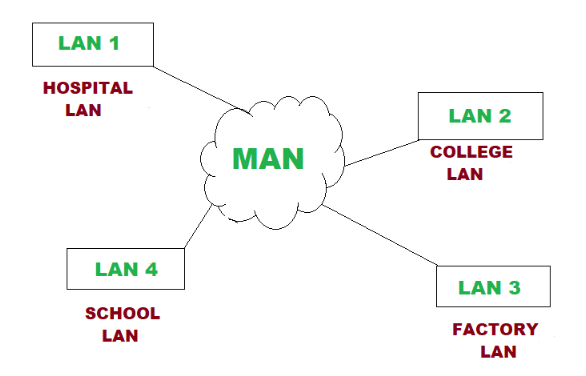 LAN 1
HOSPITAL
LAN
MAN
LAN 2
COLLEGE
LAN
LAN 4
SCHOOL
LAN
LAN 3
FACTORY
LAN